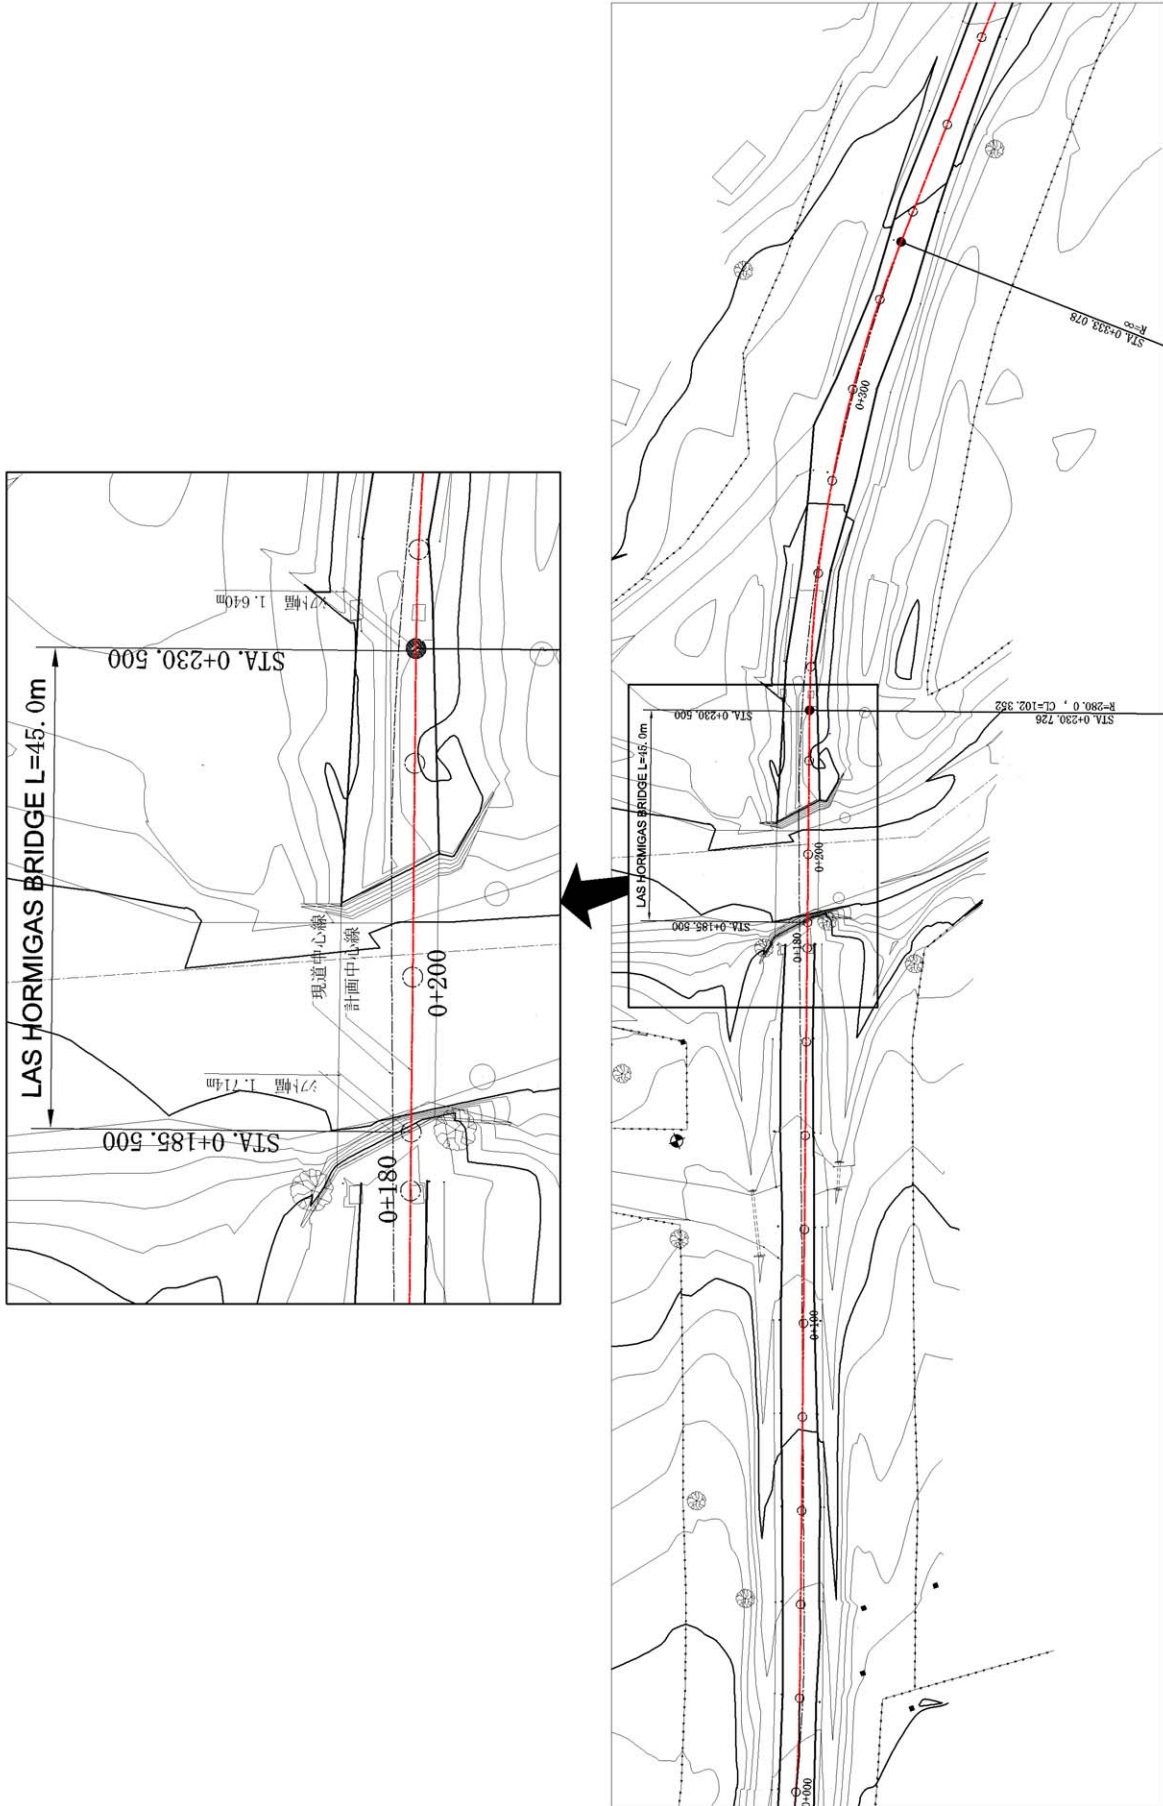 LAS HORMIGAS BRIDGE L=45.0m
STA. 0+230.500
シフト幅 1.640m
現道中心線
計画中心線
0+200
シフト幅 1.714m
STA. 0+185.500
0+180
STA. 0+333.078
R=∞
0+300
STA. 0+230.726
R=280.0 , CL=102.352
STA. 0+230.500
LAS HORMIGAS BRIDGE L=45.0m
0+200
STA. 0+185.500
0+180
0+100
0+000